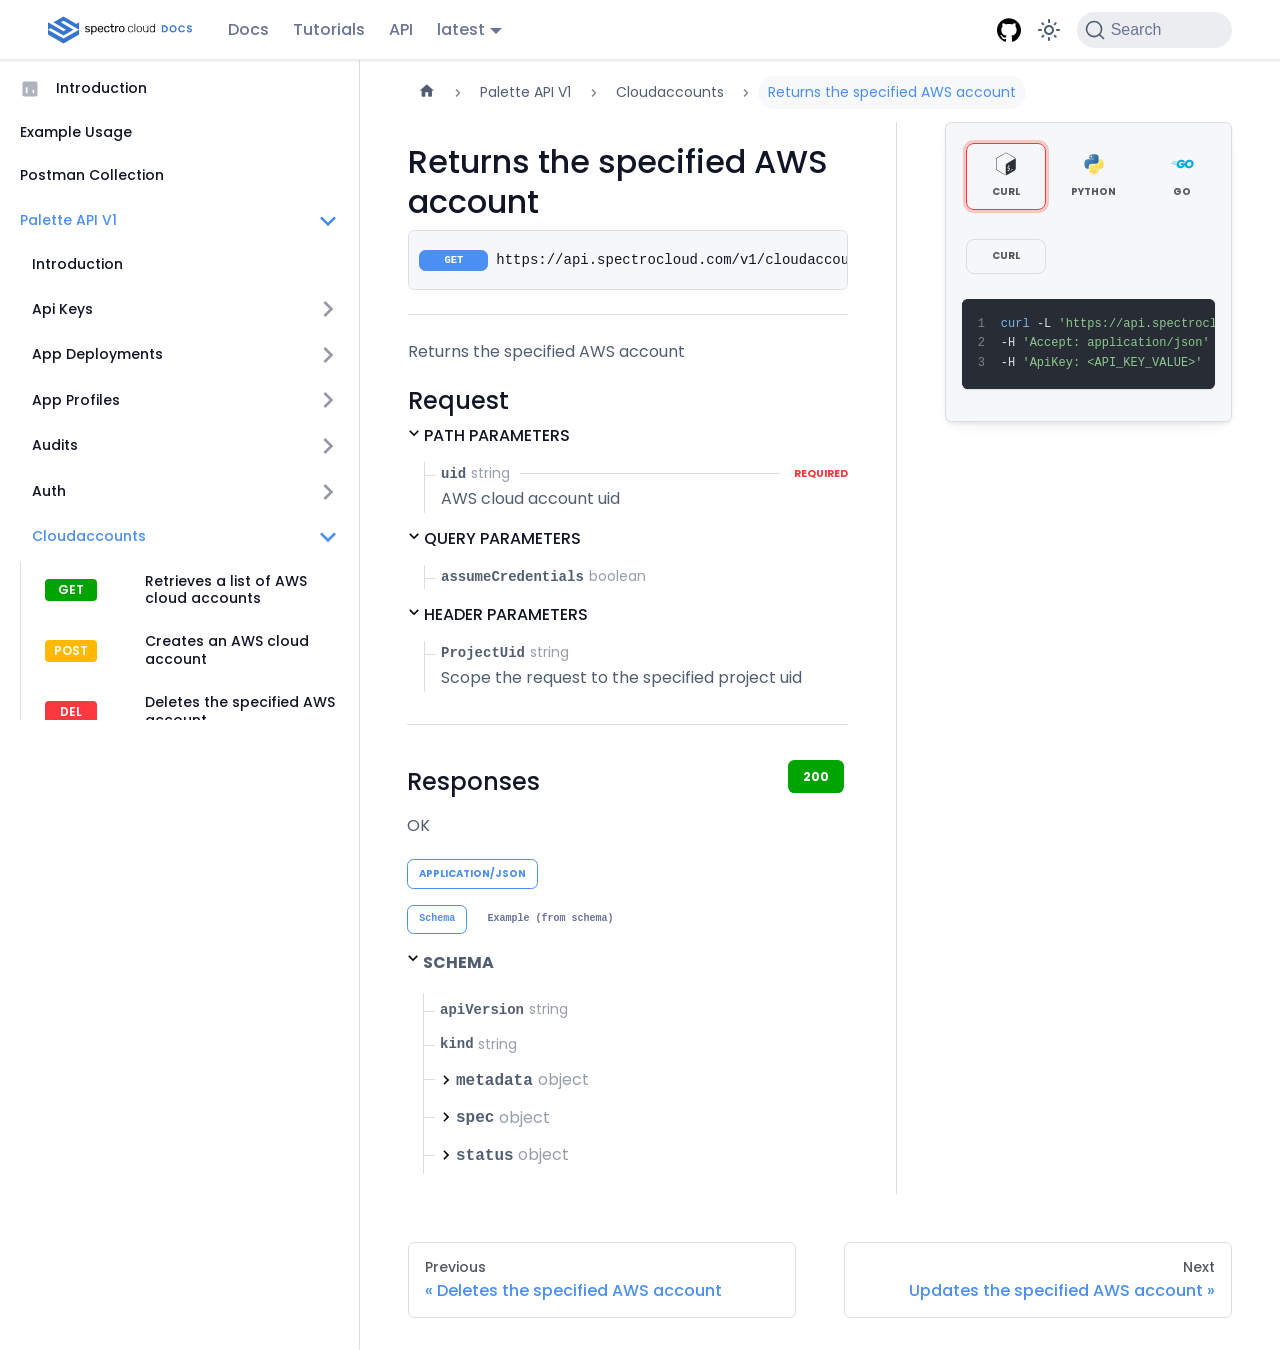 spectro cloud DOCS
Docs
Tutorials
API
latest
Search
Introduction
Example Usage
Postman Collection
Palette API V1
Introduction
Api Keys
App Deployments
App Profiles
Audits
Auth
Cloudaccounts
GET
Retrieves a list of AWS
cloud accounts
POST
Creates an AWS cloud
account
DEL
Deletes the specified AWS
account
Palette API V1
Cloudaccounts
Returns the specified AWS account
Returns the specified AWS
account
GET https://api.spectrocloud.com/v1/cloudaccou
Returns the specified AWS account
Request
PATH PARAMETERS
uid string REQUIRED
AWS cloud account uid
QUERY PARAMETERS
assumeCredentials boolean
HEADER PARAMETERS
ProjectUid string
Scope the request to the specified project uid
Responses
200
OK
APPLICATION/JSON
Schema
Example (from schema)
SCHEMA
apiVersion string
kind string
metadata object
spec object
status object
CURL
PYTHON
GO
CURL
1 curl -L 'https://api.spectrocl
2 -H 'Accept: application/json'
3 -H 'ApiKey: <API_KEY_VALUE>'
Previous
« Deletes the specified AWS account
Next
Updates the specified AWS account »